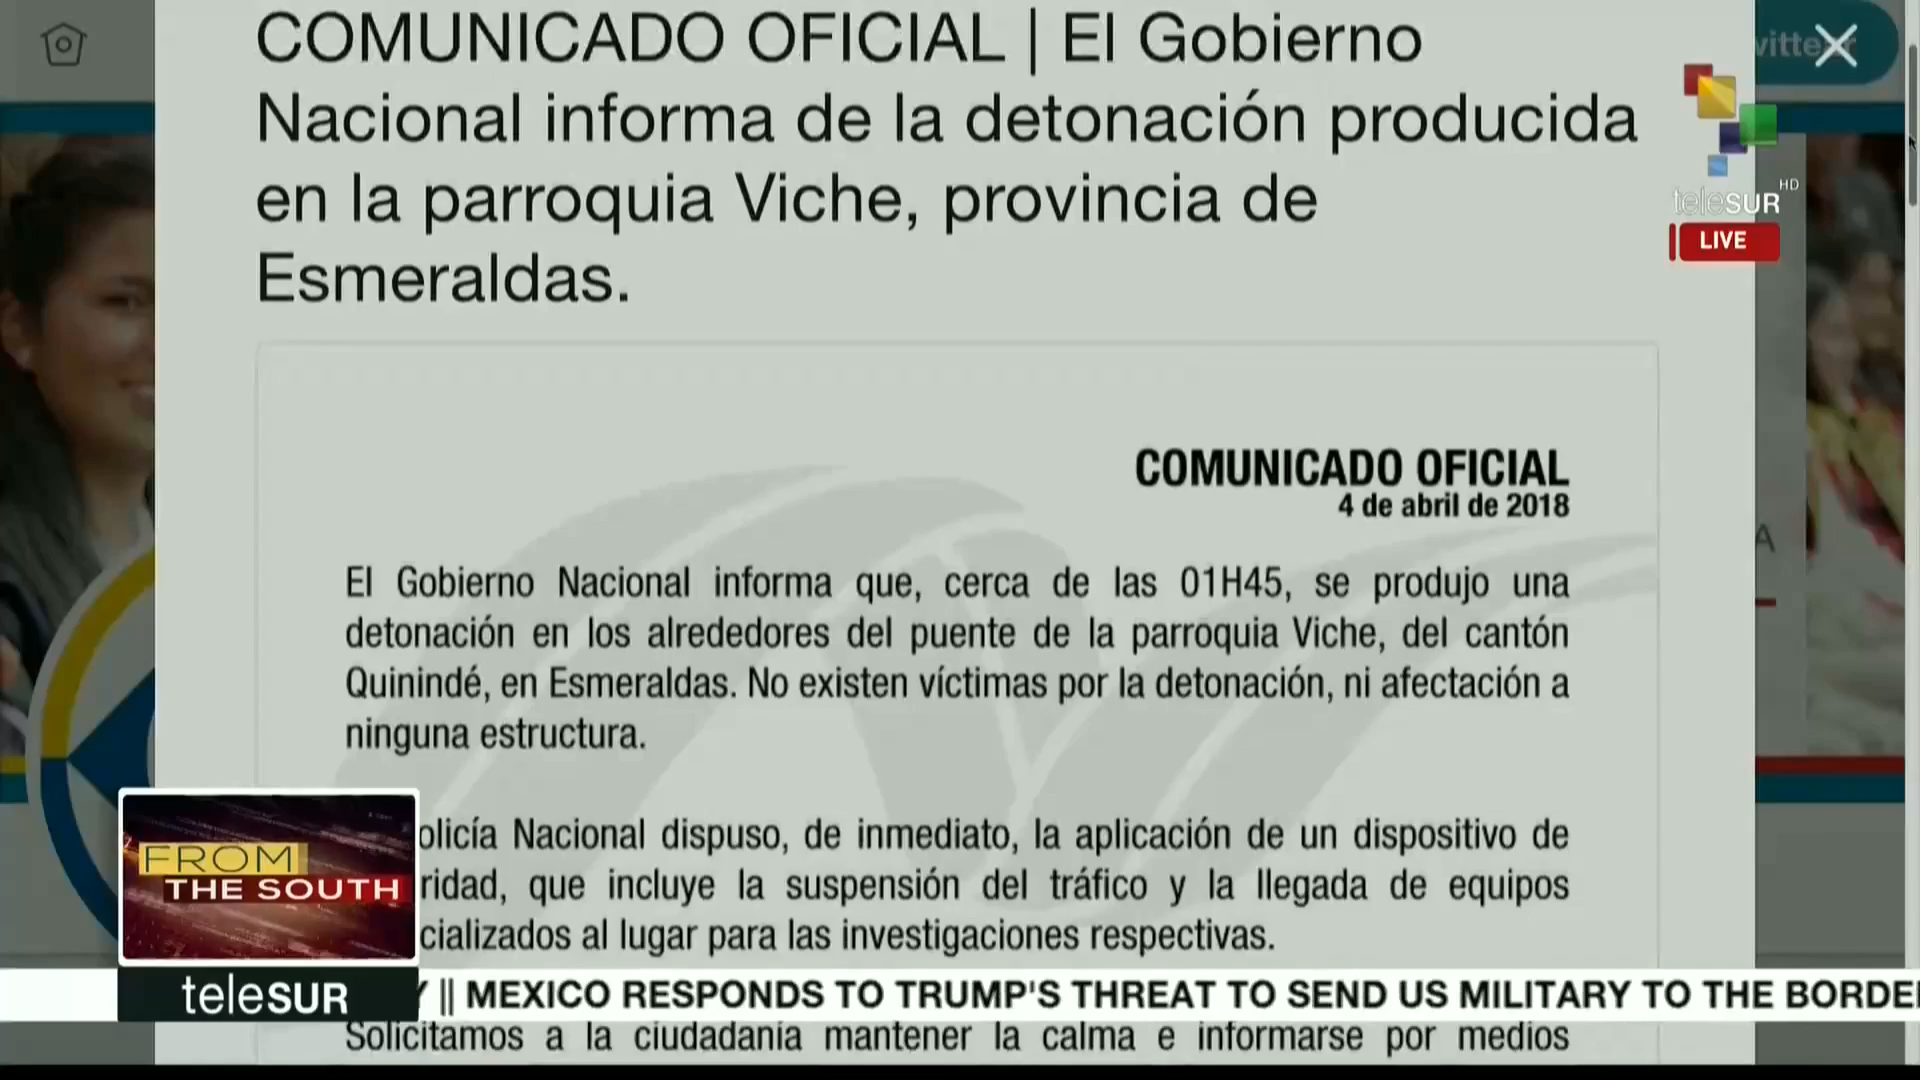 COMUNICADO OFICIAL | El Gobierno
Nacional informa de la detonación producida
en la parroquia Viche, provincia de
Esmeraldas.
teleSUR HD
LIVE
COMUNICADO OFICIAL
4 de abril de 2018
El Gobierno Nacional informa que, cerca de las 01H45, se produjo una
detonación en los alrededores del puente de la parroquia Viche, del cantón
Quinindé, en Esmeraldas. No existen víctimas por la detonación, ni afectación a
ninguna estructura.
olicía Nacional dispuso, de inmediato, la aplicación de un dispositivo de
ridad, que incluye la suspensión del tráfico y la llegada de equipos
cializados al lugar para las investigaciones respectivas.
FROM
THE SOUTH
teleSUR
Y || MEXICO RESPONDS TO TRUMP'S THREAT TO SEND US MILITARY TO THE BORDE
Solicitamos a la ciudadanía mantener la calma e informarse por medios